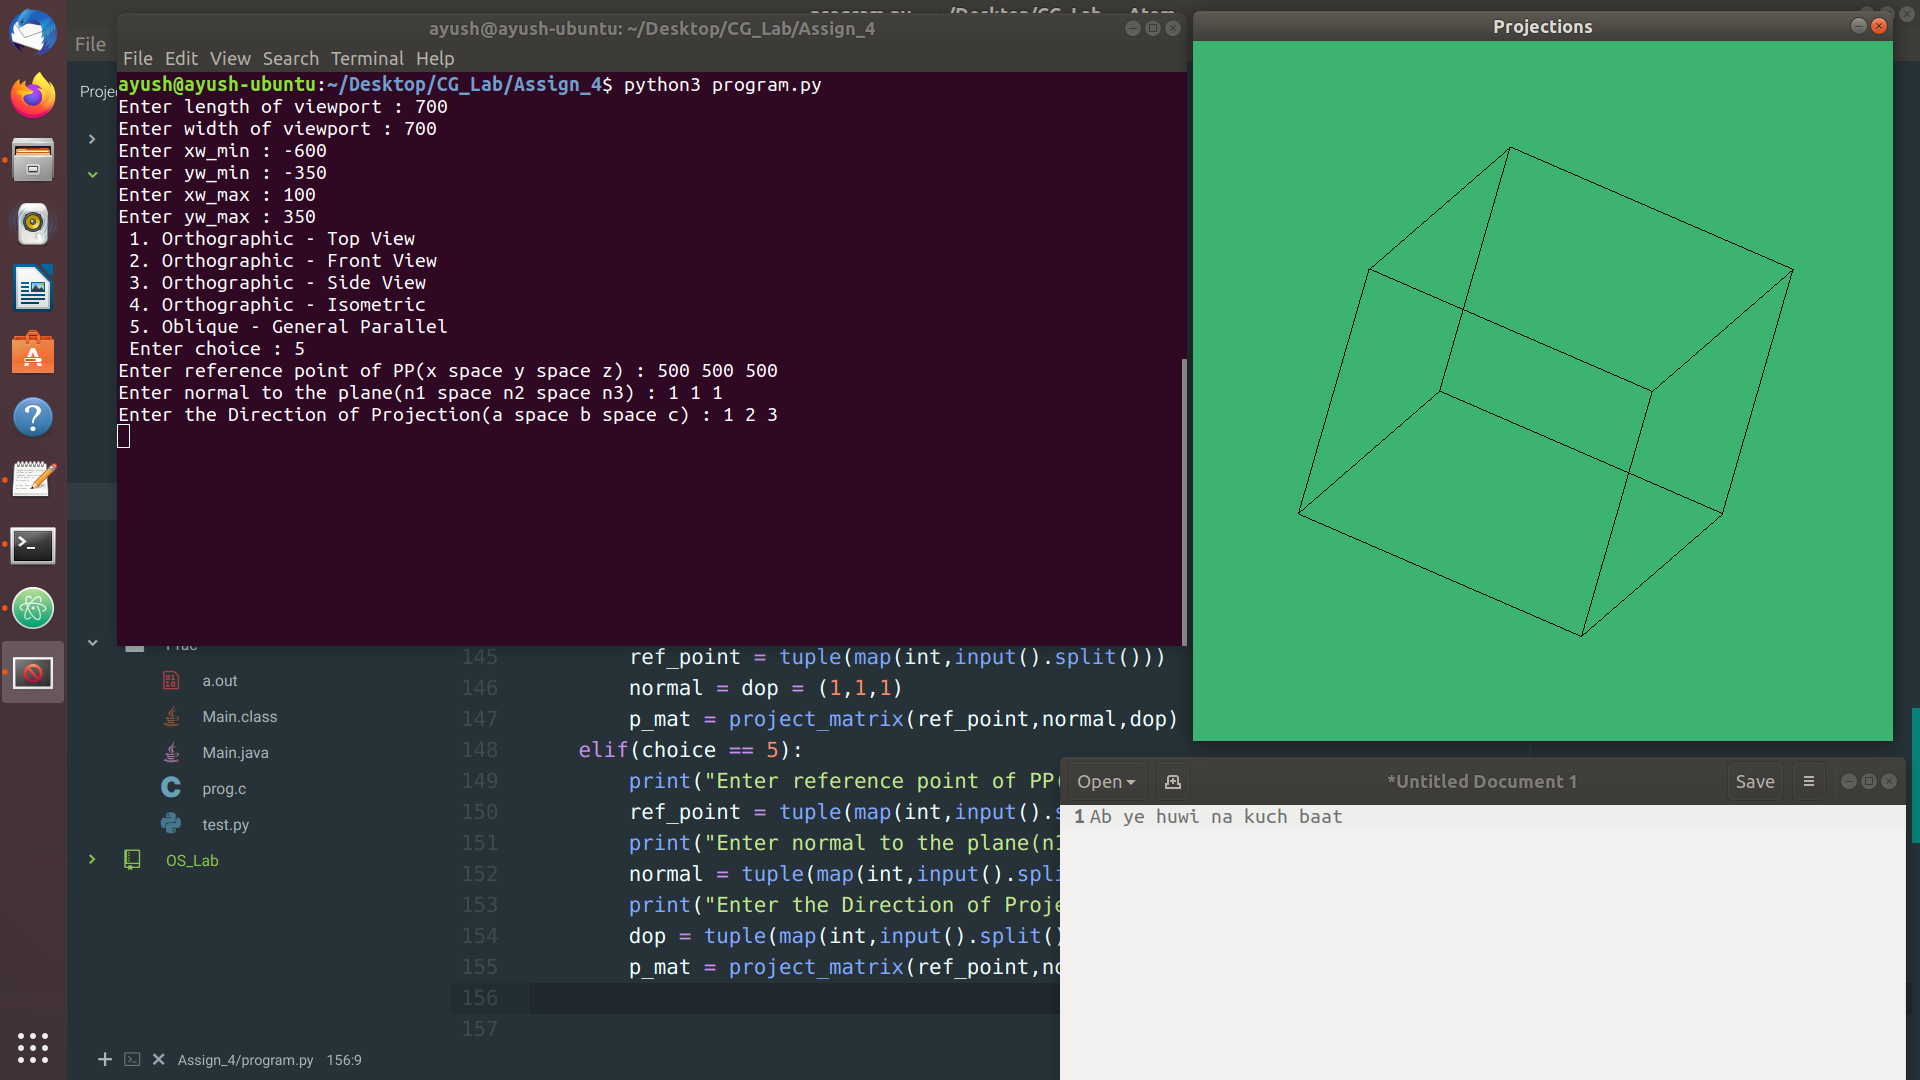 program.py — ~/Desktop/CG_Lab — Atom
ayush@ayush-ubuntu: ~/Desktop/CG_Lab/Assign_4
File
File Edit View Search Terminal Help
ayush@ayush-ubuntu:~/Desktop/CG_Lab/Assign_4$ python3 program.py
Enter length of viewport : 700
Enter width of viewport : 700
Enter xw_min : -600
Enter yw_min : -350
Enter xw_max : 100
Enter yw_max : 350
1. Orthographic - Top View
2. Orthographic - Front View
3. Orthographic - Side View
4. Orthographic - Isometric
5. Oblique - General Parallel
Enter choice : 5
Enter reference point of PP(x space y space z) : 500 500 500
Enter normal to the plane(n1 space n2 space n3) : 1 1 1
Enter the Direction of Projection(a space b space c) : 1 2 3
Projections
Proje
a.out
Main.class
Main.java
prog.c
test.py
OS_Lab
145 ref_point = tuple(map(int,input().split()))
146 normal = dop = (1,1,1)
147 p_mat = project_matrix(ref_point,normal,dop)
148 elif(choice == 5):
149 print("Enter reference point of PP(
150 ref_point = tuple(map(int,input().s
151 print("Enter normal to the plane(n1
152 normal = tuple(map(int,input().spli
153 print("Enter the Direction of Proje
154 dop = tuple(map(int,input().split()
155 p_mat = project_matrix(ref_point,no
156
157
Assign_4/program.py 156:9
Open
*Untitled Document 1
Save
1 Ab ye huwi na kuch baat